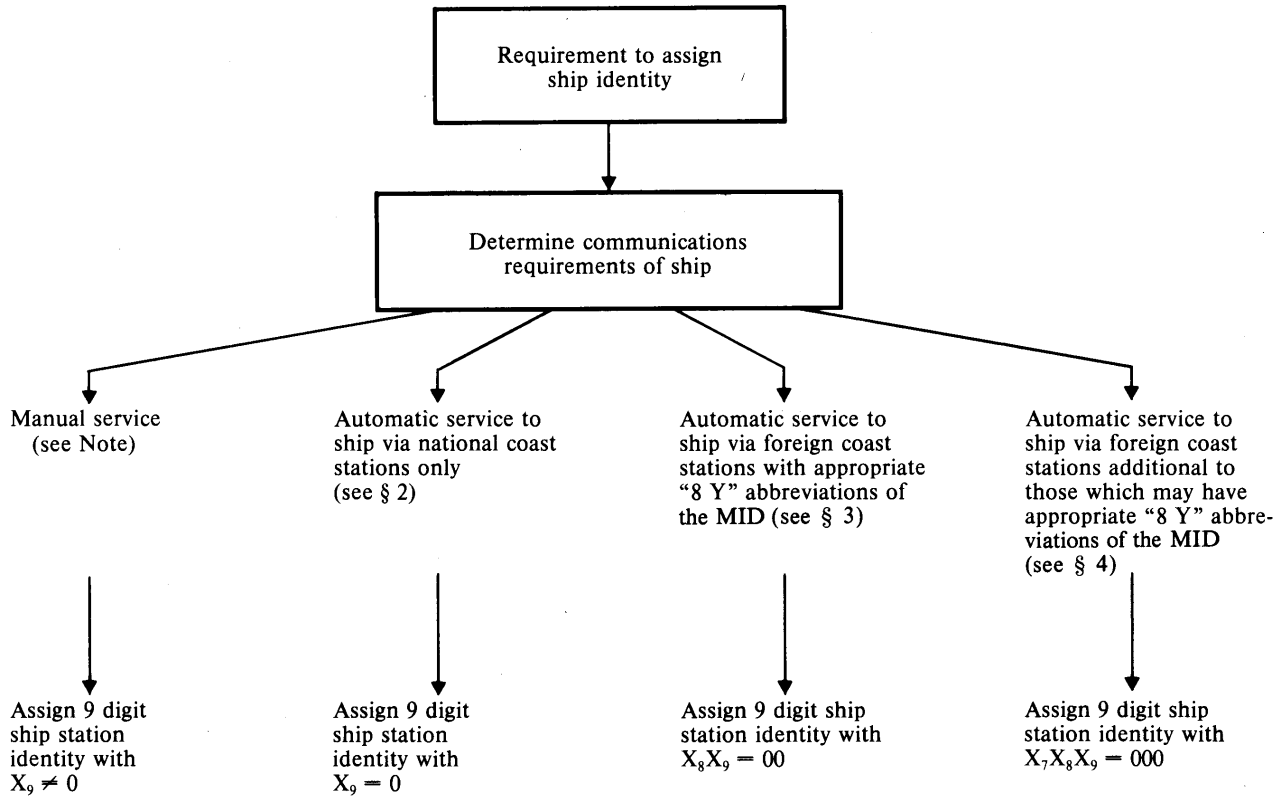 Requirement to assign
ship identity
Determine communications
requirements of ship
Manual service
(see Note)
Automatic service to
ship via national coast
stations only
(see § 2)
Automatic service to
ship via foreign coast
stations with appropriate
“8 Y” abbreviations of
the MID (see § 3)
Automatic service to
ship via foreign coast
stations additional to
those which may have
appropriate “8 Y” abbre-
viations of the MID
(see § 4)
Assign 9 digit
ship station
identity with
X₉ ≠ 0
Assign 9 digit
ship station
identity with
X₉ = 0
Assign 9 digit ship
station identity with
X₈X₉ = 00
Assign 9 digit ship
station identity with
X₇X₈X₉ = 000